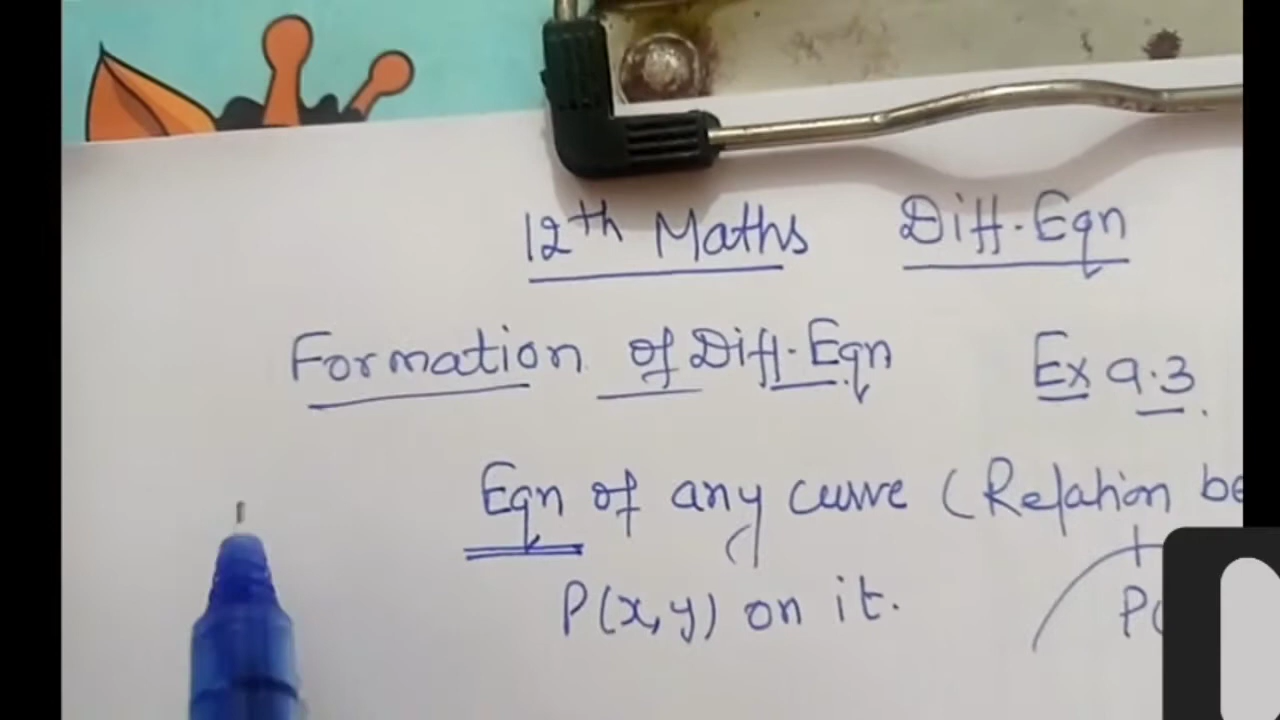 12th Maths Diff. Eqn
Formation of Diff. Eqn Ex 9.3.
Eqn of any curve (Relation be
P(x,y) on it. P(